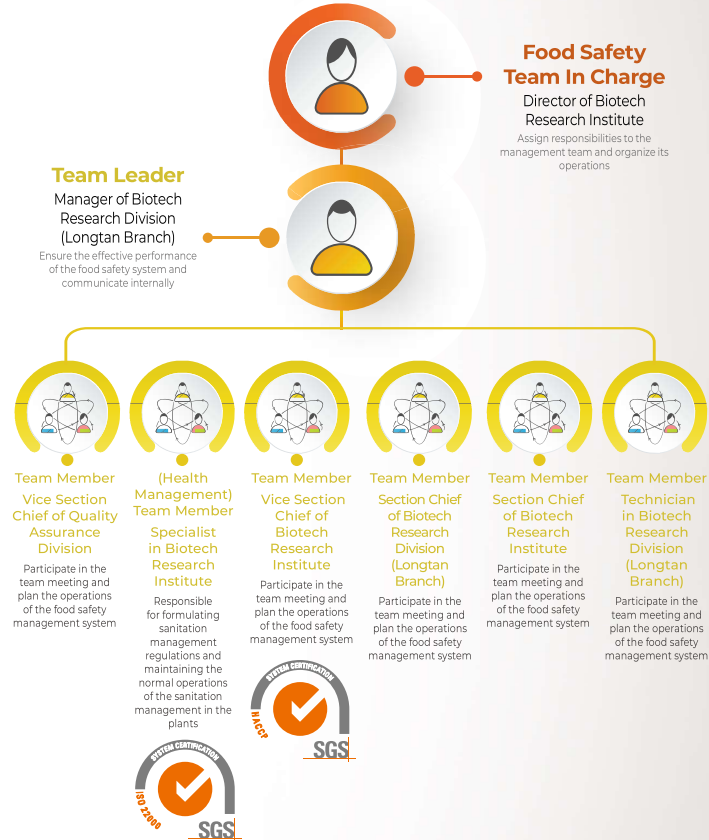 Food Safety
Team In Charge
Director of Biotech
Research Institute
Assign responsibilities to the
management team and organize its
operations
Team Leader
Manager of Biotech
Research Division
(Longtan Branch)
Ensure the effective performance
of the food safety system and
communicate internally
Team Member
Vice Section
Chief of Quality
Assurance
Division
Participate in the
team meeting and
plan the operations
of the food safety
management system
(Health
Management)
Team Member
Specialist
in Biotech
Research
Institute
Responsible
for formulating
sanitation
management
regulations and
maintaining the
normal operations
of the sanitation
management in the
plants
Team Member
Vice Section
Chief of
Biotech
Research
Institute
Participate in the
team meeting and
plan the operations
of the food safety
management system
Team Member
Section Chief
of Biotech
Research
Division
(Longtan
Branch)
Participate in the
team meeting and
plan the operations
of the food safety
management system
Team Member
Section Chief
of Biotech
Research
Institute
Participate in the
team meeting and
plan the operations
of the food safety
management system
Team Member
Technician
in Biotech
Research
Division
(Longtan
Branch)
Participate in the
team meeting and
plan the operations
of the food safety
management system
SYSTEM CERTIFICATION
HACCP
SGS
SYSTEM CERTIFICATION
ISO 22000
SGS